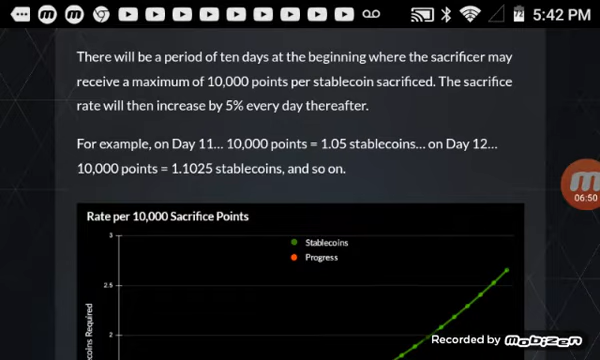 72 5:42 PM
There will be a period of ten days at the beginning where the sacrificer may
receive a maximum of 10,000 points per stablecoin sacrificed. The sacrifice
rate will then increase by 5% every day thereafter.
For example, on Day 11... 10,000 points = 1.05 stablecoins... on Day 12...
10,000 points = 1.1025 stablecoins, and so on.
m
06:50
Rate per 10,000 Sacrifice Points
3
Stablecoins
Progress
2.5
2
coins Required
Recorded by mobizen